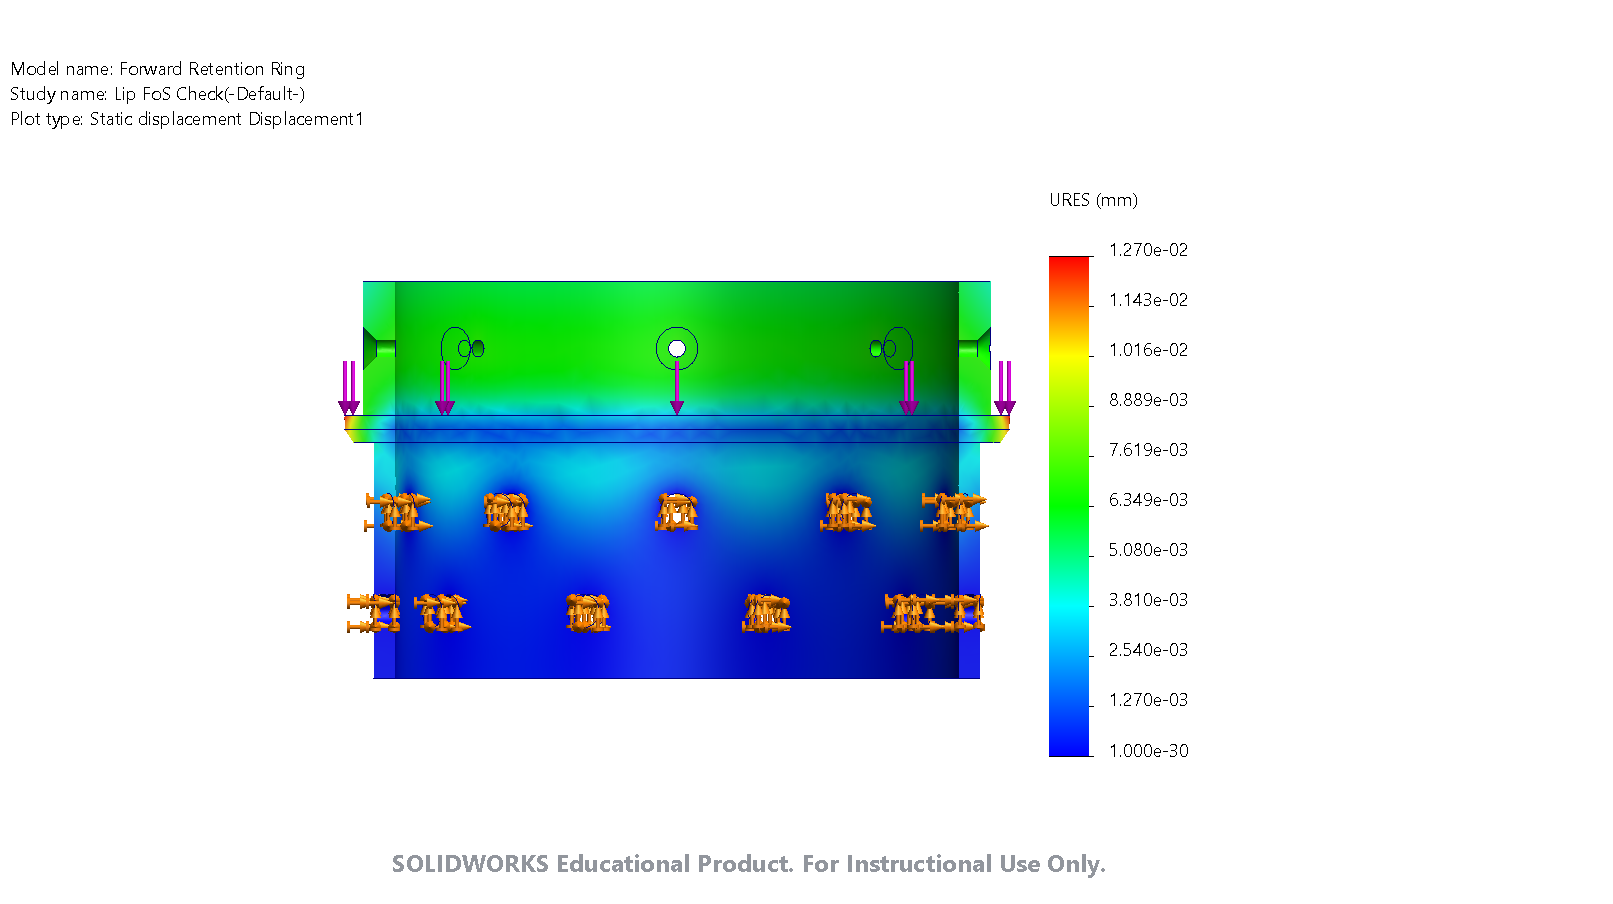 Model name: Forward Retention Ring
Study name: Lip FoS Check(-Default-)
Plot type: Static displacement Displacement1
URES (mm)
1.270e-02
1.143e-02
1.016e-02
8.889e-03
7.619e-03
6.349e-03
5.080e-03
3.810e-03
2.540e-03
1.270e-03
1.000e-30
SOLIDWORKS Educational Product. For Instructional Use Only.